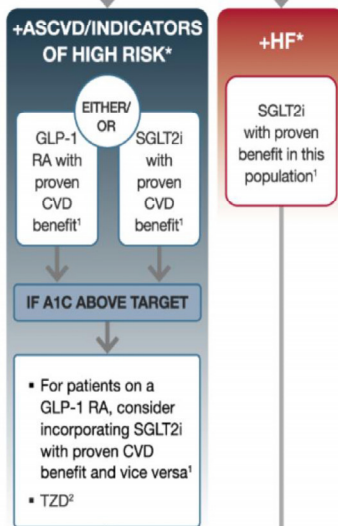 +ASCVD/INDICATORS
OF HIGH RISK*
EITHER/
OR
GLP-1
RA with
proven
CVD
benefit¹
SGLT2i
with
proven
CVD
benefit¹
IF A1C ABOVE TARGET
▪ For patients on a
GLP-1 RA, consider
incorporating SGLT2i
with proven CVD
benefit and vice versa¹
▪ TZD²
+HF*
SGLT2i
with proven
benefit in this
population¹